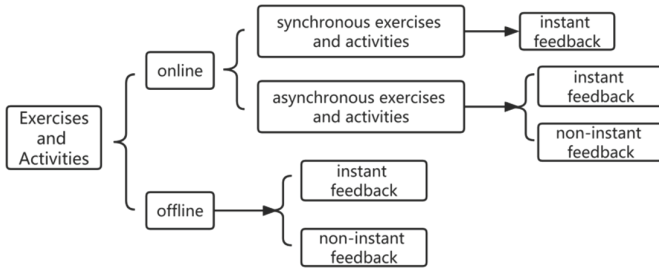 Exercises
and
Activities
online
synchronous exercises
and activities
instant
feedback
asynchronous exercises
and activities
instant
feedback
non-instant
feedback
offline
instant
feedback
non-instant
feedback